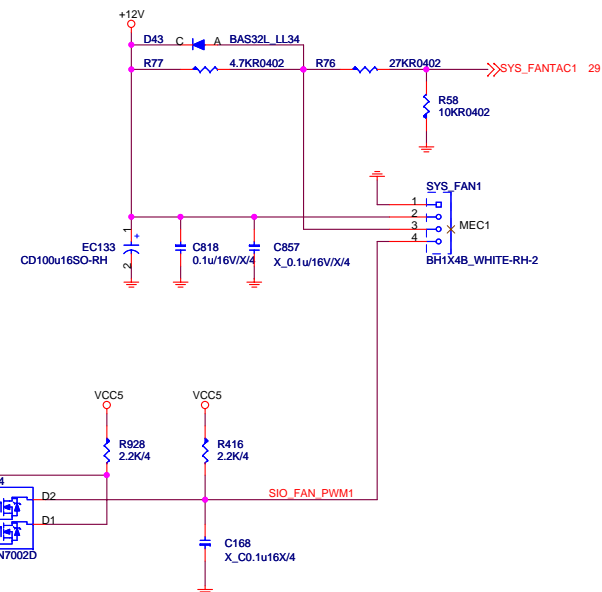 +12V
D43 C A BAS32L_LL34
R77 4.7KR0402 R76 27KR0402
SYS_FANTAC1 29
R58
10KR0402
SYS_FAN1
1
2
3
4
MEC1
BH1X4B_WHITE-RH-2
1
+
EC133
CD100u16SO-RH
2
C818
0.1u/16V/X/4
C857
X_0.1u/16V/X/4
VCC5
VCC5
R928
2.2K/4
R416
2.2K/4
4
D2
SIO_FAN_PWM1
D1
N7002D
C168
X_C0.1u16X/4